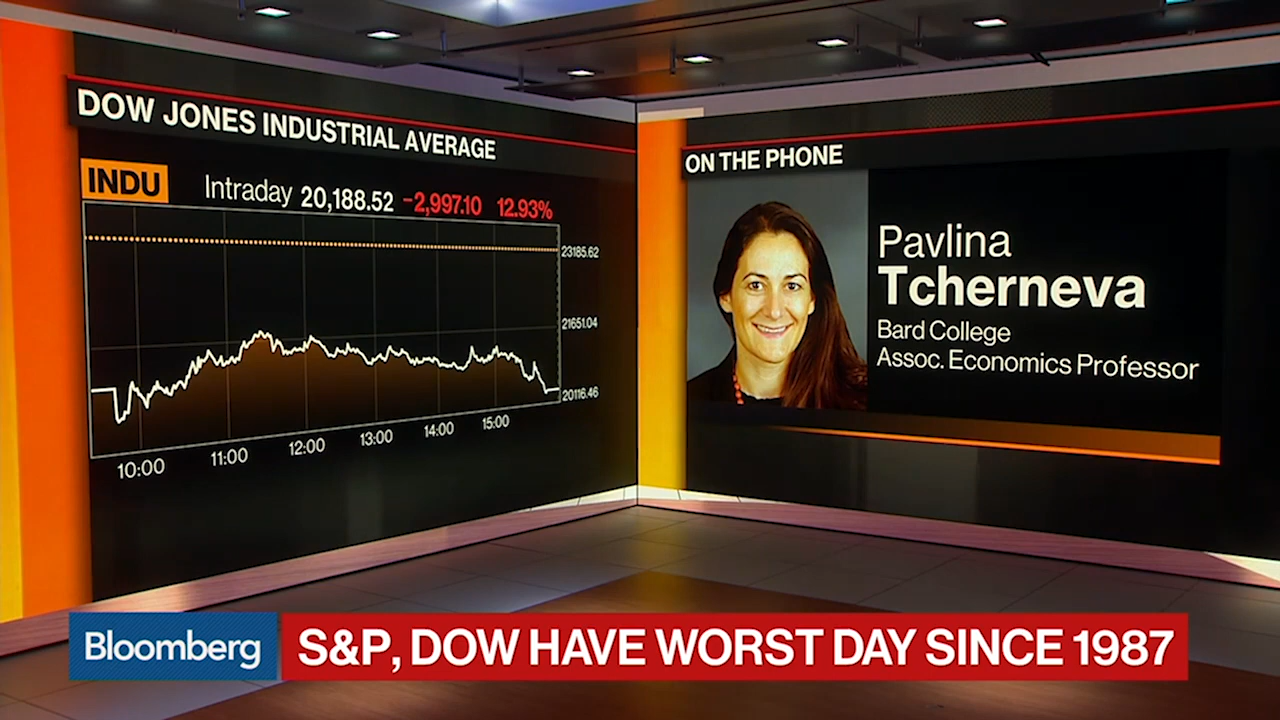 DOW JONES INDUSTRIAL AVERAGE
INDU Intraday 20,188.52 -2,997.10 12.93%
23185.62
21651.04
20116.46
10:00 11:00 12:00 13:00 14:00 15:00
ON THE PHONE
Pavlina
Tcherneva
Bard College
Assoc. Economics Professor
Bloomberg
S&P, DOW HAVE WORST DAY SINCE 1987